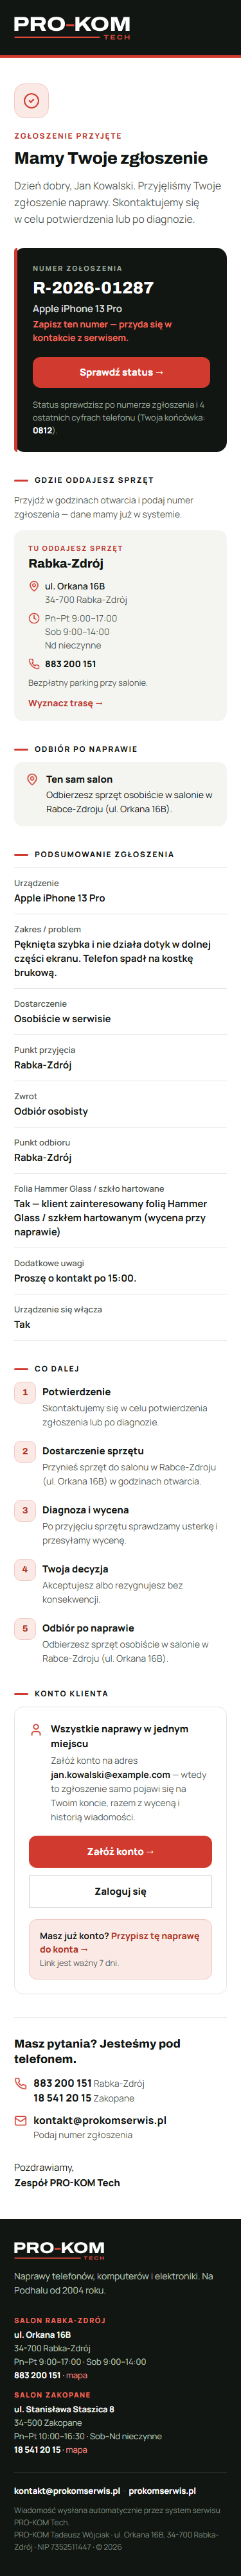 PRO-KOM
TECH
ZGŁOSZENIE PRZYJĘTE
Mamy Twoje zgłoszenie
Dzień dobry, Jan Kowalski. Przyjęliśmy Twoje
zgłoszenie naprawy. Skontaktujemy się
w celu potwierdzenia lub po diagnozie.
NUMER ZGŁOSZENIA
R-2026-01287
Apple iPhone 13 Pro
Zapisz ten numer — przyda się w
kontakcie z serwisem.
Sprawdź status →
Status sprawdzisz po numerze zgłoszenia i 4
ostatnich cyfrach telefonu (Twoja końcówka:
0812).
GDZIE ODDAJESZ SPRZĘT
Przyjdź w godzinach otwarcia i podaj numer
zgłoszenia — dane mamy już w systemie.
TU ODDAJESZ SPRZĘT
Rabka-Zdrój
ul. Orkana 16B
34-700 Rabka-Zdrój
Pn–Pt 9:00–17:00
Sob 9:00–14:00
Nd nieczynne
883 200 151
Bezpłatny parking przy salonie.
Wyznacz trasę →
ODBIÓR PO NAPRAWIE
Ten sam salon
Odbierzesz sprzęt osobiście w salonie w
Rabce-Zdroju (ul. Orkana 16B).
PODSUMOWANIE ZGŁOSZENIA
Urządzenie
Apple iPhone 13 Pro
Zakres / problem
Pęknięta szybka i nie działa dotyk w dolnej
części ekranu. Telefon spadł na kostkę
brukową.
Dostarczenie
Osobiście w serwisie
Punkt przyjęcia
Rabka-Zdrój
Zwrot
Odbiór osobisty
Punkt odbioru
Rabka-Zdrój
Folia Hammer Glass / szkło hartowane
Tak — klient zainteresowany folią Hammer
Glass / szkłem hartowanym (wycena przy
naprawie)
Dodatkowe uwagi
Proszę o kontakt po 15:00.
Urządzenie się włącza
Tak
CO DALEJ
1 Potwierdzenie
Skontaktujemy się w celu potwierdzenia
zgłoszenia lub po diagnozie.
2 Dostarczenie sprzętu
Przynieś sprzęt do salonu w Rabce-Zdroju
(ul. Orkana 16B) w godzinach otwarcia.
3 Diagnoza i wycena
Po przyjęciu sprzętu sprawdzamy usterkę i
przesyłamy wycenę.
4 Twoja decyzja
Akceptujesz albo rezygnujesz bez
konsekwencji.
5 Odbiór po naprawie
Odbierzesz sprzęt osobiście w salonie w
Rabce-Zdroju (ul. Orkana 16B).
KONTO KLIENTA
Wszystkie naprawy w jednym
miejscu
Załóż konto na adres
jan.kowalski@example.com — wtedy
to zgłoszenie samo pojawi się na
Twoim koncie, razem z wyceną i
historią wiadomości.
Załóż konto →
Zaloguj się
Masz już konto? Przypisz tę naprawę
do konta →
Link jest ważny 7 dni.
Masz pytania? Jesteśmy pod
telefonem.
883 200 151 Rabka-Zdrój
18 541 20 15 Zakopane
kontakt@prokomserwis.pl
Podaj numer zgłoszenia
Pozdrawiamy,
Zespół PRO-KOM Tech
PRO-KOM
TECH
Naprawy telefonów, komputerów i elektroniki. Na
Podhalu od 2004 roku.
SALON RABKA-ZDRÓJ
ul. Orkana 16B
34-700 Rabka-Zdrój
Pn–Pt 9:00–17:00 · Sob 9:00–14:00
883 200 151 · mapa
SALON ZAKOPANE
ul. Stanisława Staszica 8
34-500 Zakopane
Pn–Pt 10:00–16:30 · Sob–Nd nieczynne
18 541 20 15 · mapa
kontakt@prokomserwis.pl prokomserwis.pl
Wiadomość wysłana automatycznie przez system serwisu
PRO-KOM Tech.
PRO-KOM Tadeusz Wójciak · ul. Orkana 16B, 34-700 Rabka-
Zdrój · NIP 7352511447 · © 2026